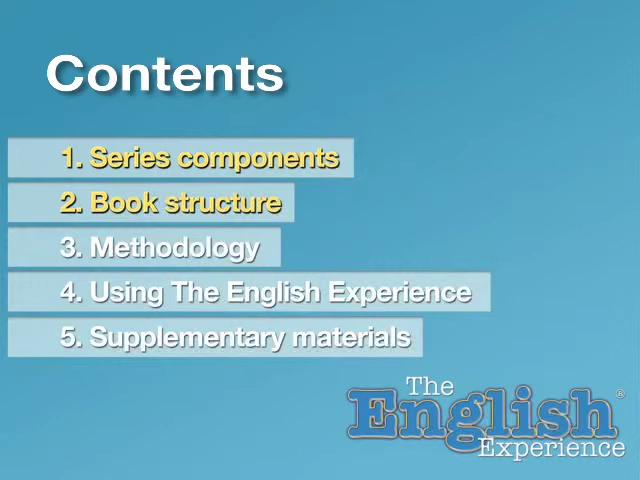 Contents
1. Series components
2. Book structure
3. Methodology
4. Using The English Experience
5. Supplementary materials
The
English®
Experience